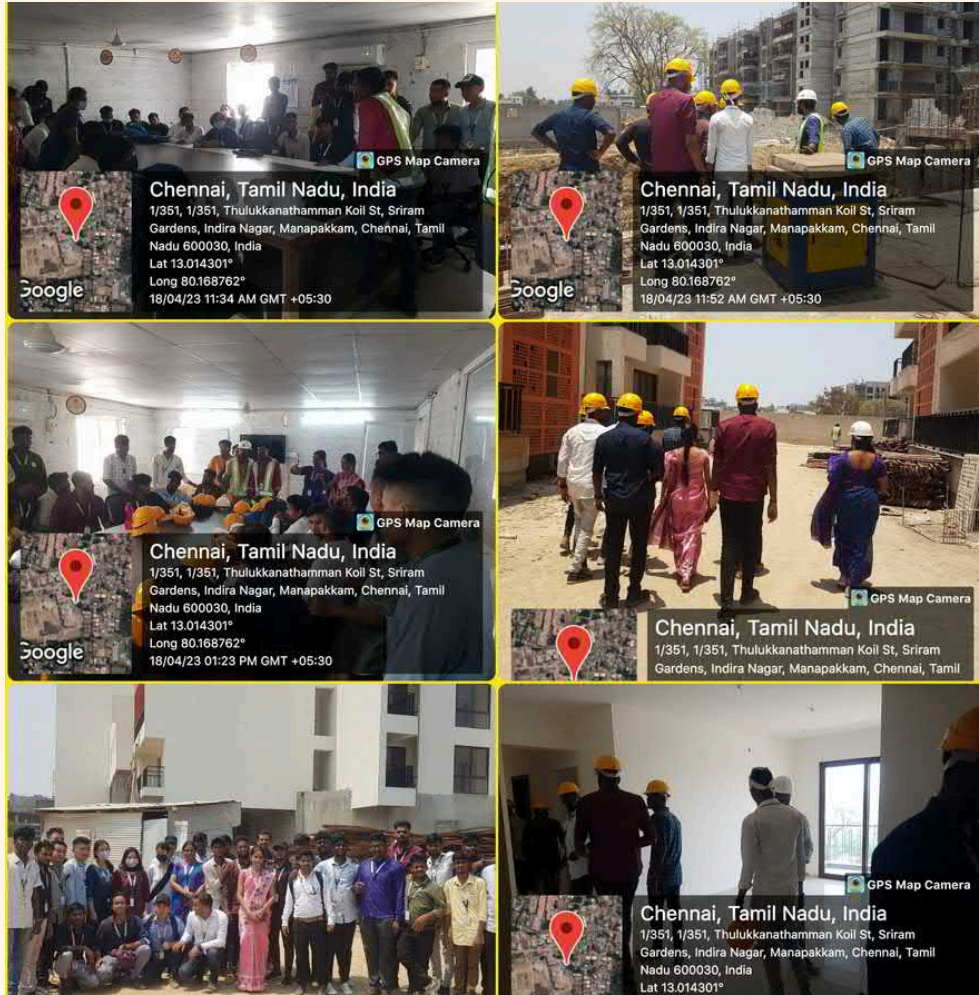 GPS Map Camera
Chennai, Tamil Nadu, India
1/351, 1/351, Thulukkanathamman Koil St, Sriram
Gardens, Indira Nagar, Manapakkam, Chennai, Tamil
Nadu 600030, India
Lat 13.014301°
Long 80.168762°
18/04/23 11:34 AM GMT +05:30
Google
GPS Map Camera
Chennai, Tamil Nadu, India
1/351, 1/351, Thulukkanathamman Koil St, Sriram
Gardens, Indira Nagar, Manapakkam, Chennai, Tamil
Nadu 600030, India
Lat 13.014301°
Long 80.168762°
18/04/23 11:52 AM GMT +05:30
Google
GPS Map Camera
Chennai, Tamil Nadu, India
1/351, 1/351, Thulukkanathamman Koil St, Sriram
Gardens, Indira Nagar, Manapakkam, Chennai, Tamil
Nadu 600030, India
Lat 13.014301°
Long 80.168762°
18/04/23 01:23 PM GMT +05:30
Google
GPS Map Camera
Chennai, Tamil Nadu, India
1/351, 1/351, Thulukkanathamman Koil St, Sriram
Gardens, Indira Nagar, Manapakkam, Chennai, Tamil
GPS Map Camera
Chennai, Tamil Nadu, India
1/351, 1/351, Thulukkanathamman Koil St, Sriram
Gardens, Indira Nagar, Manapakkam, Chennai, Tamil
Nadu 600030, India
Lat 13.014301°